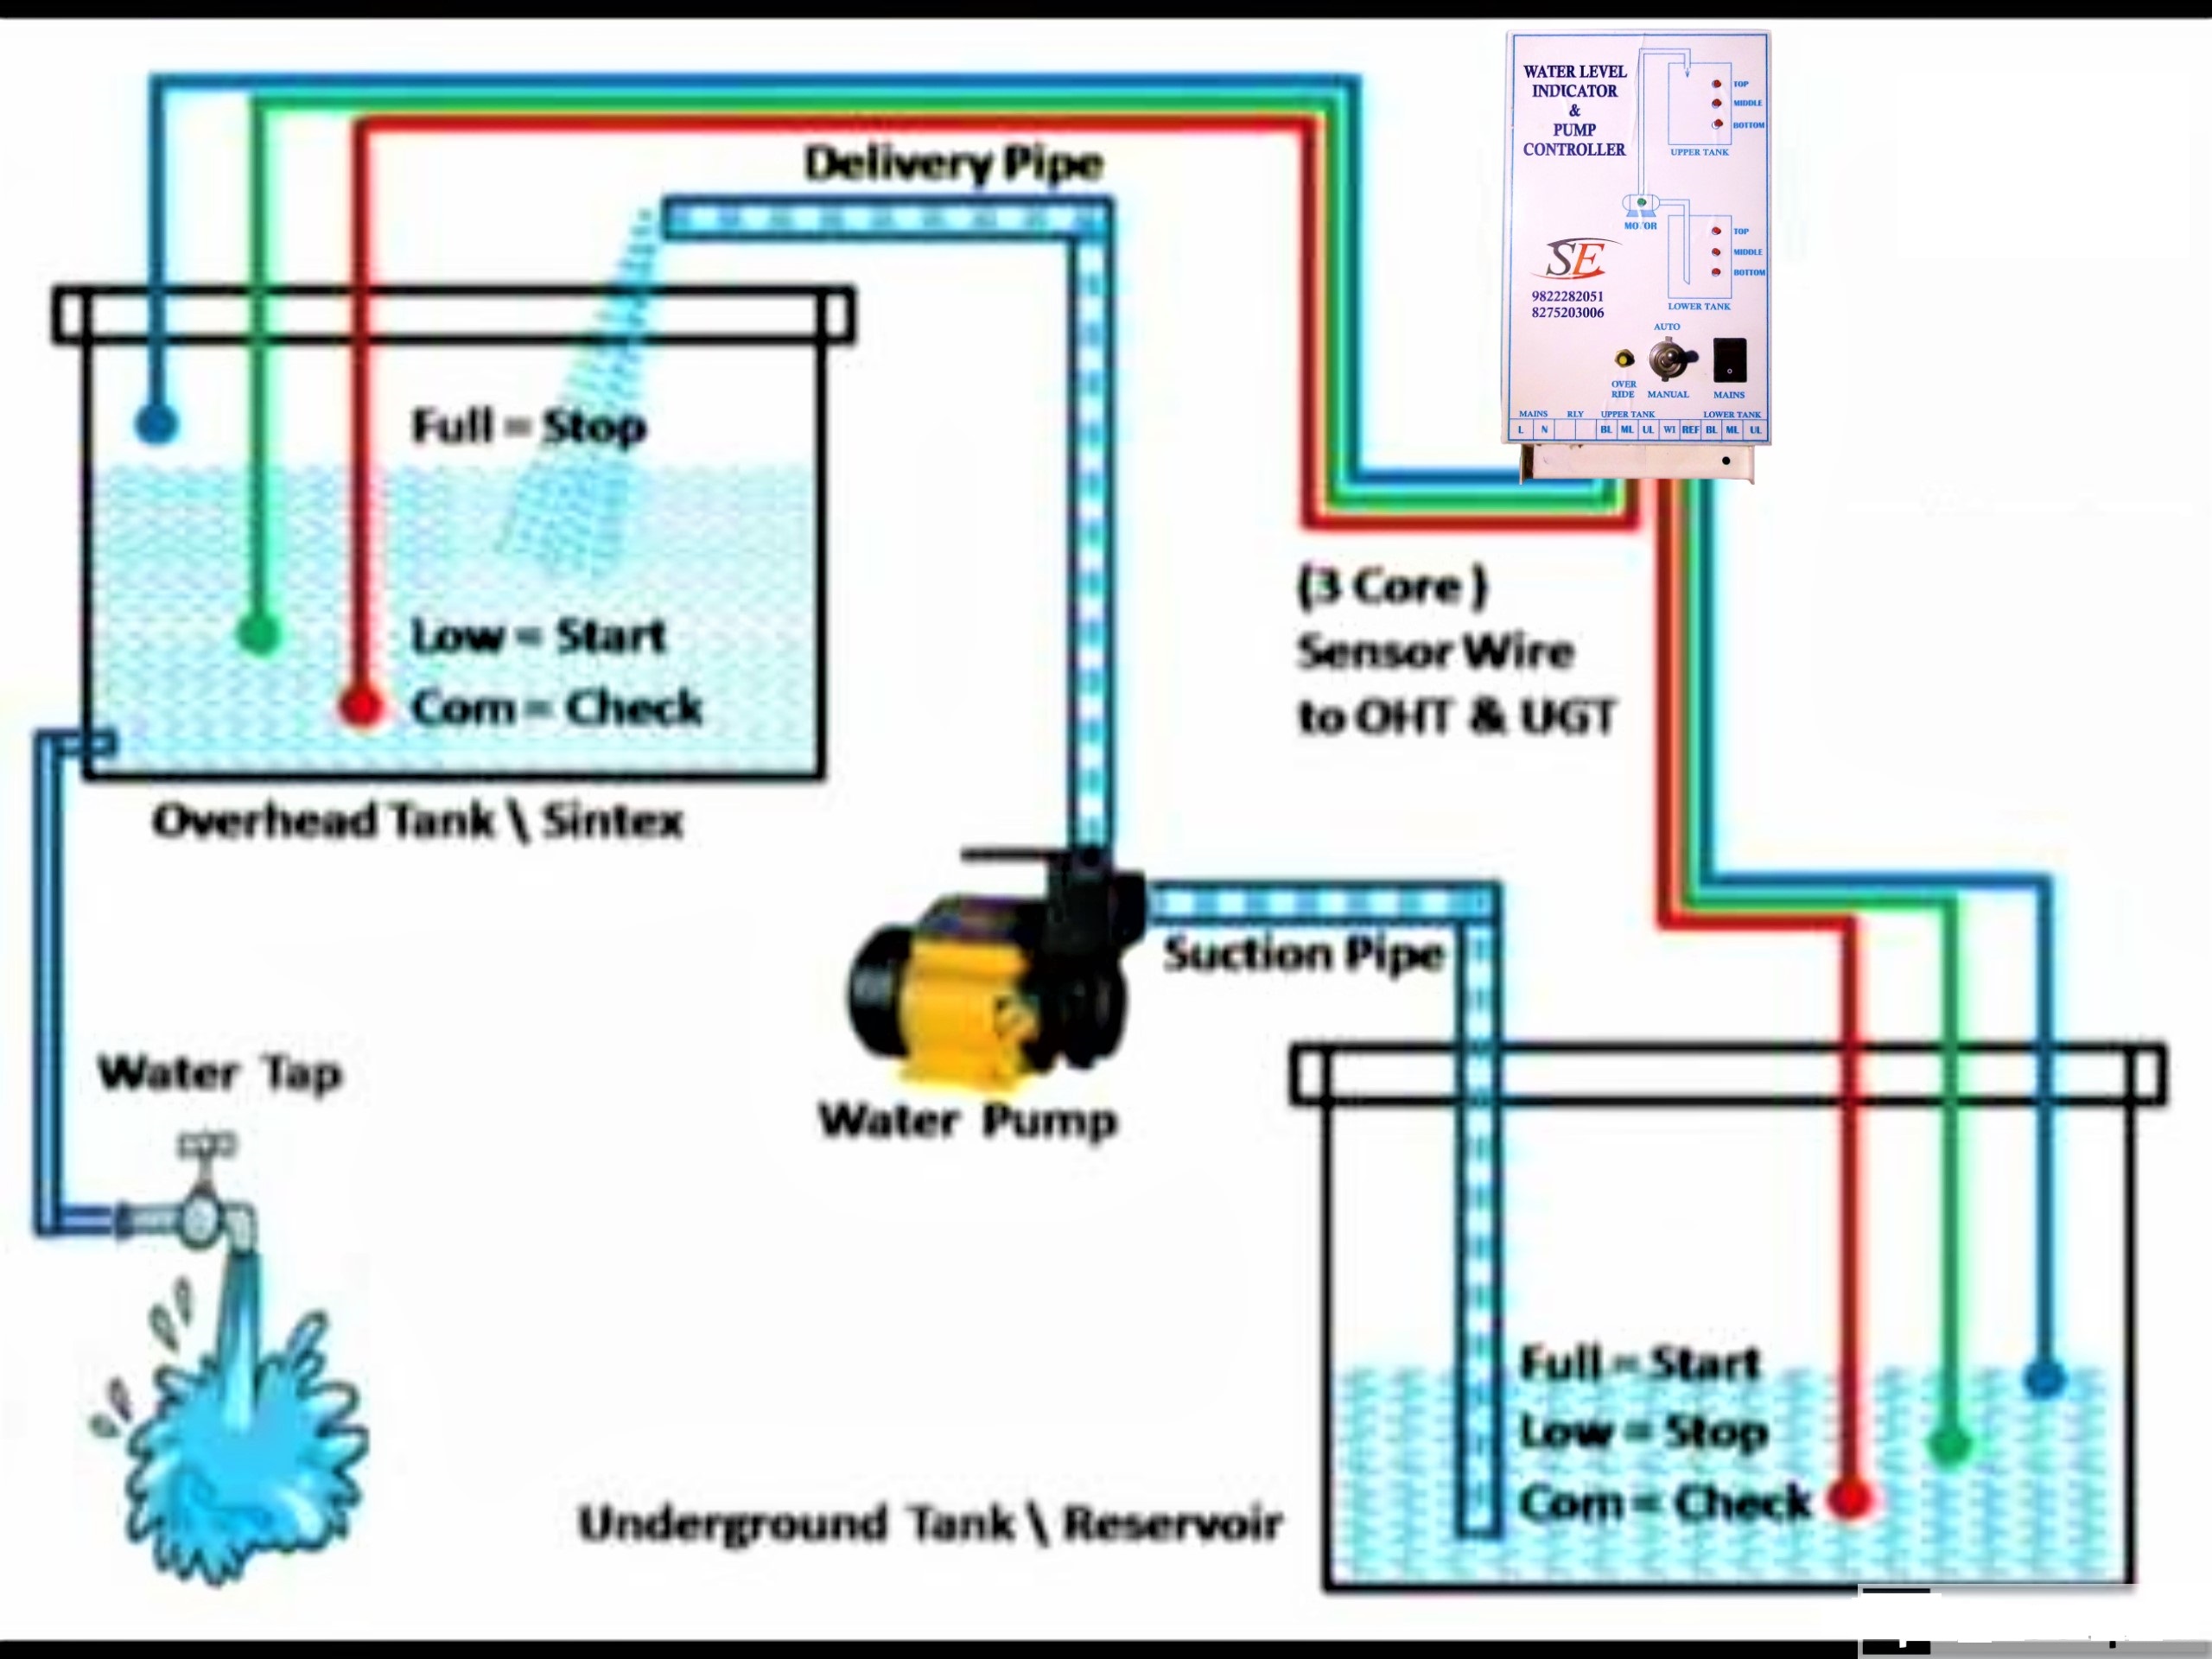 WATER LEVEL
INDICATOR
&
PUMP
CONTROLLER
TOP
MIDDLE
BOTTOM
UPPER TANK
MOTOR
TOP
MIDDLE
BOTTOM
LOWER TANK
SE
9822282051
8275203006
AUTO
OVER
RIDE
MANUAL
MAINS
MAINS RLY UPPER TANK LOWER TANK
L N BL ML UL WI REF BL ML UL
Delivery Pipe
Full = Stop
Low = Start
Com = Check
Overhead Tank \ Sintex
(3 Core )
Sensor Wire
to OHT & UGT
Suction Pipe
Water Tap
Water Pump
Full = Start
Low = Stop
Com = Check
Underground Tank \ Reservoir